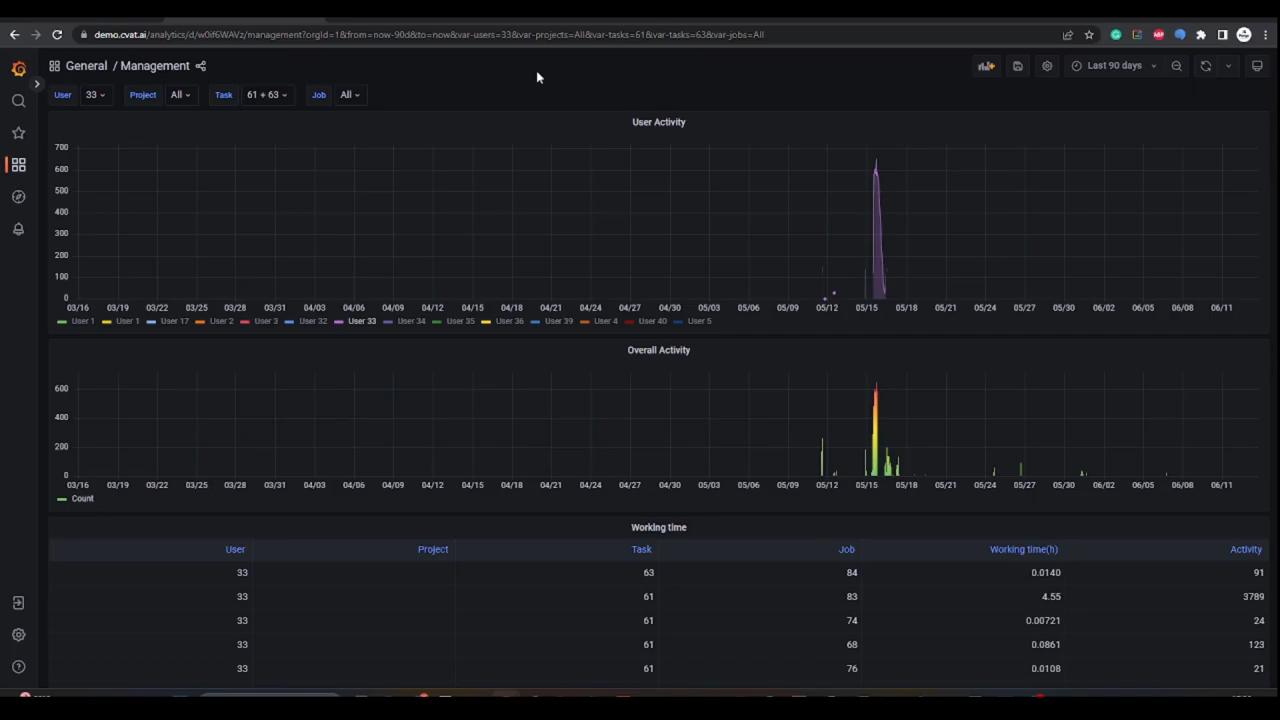 demo.cvat.ai/analytics/d/w0if6WAVz/management?orgId=1&from=now-90d&to=now&var-users=33&var-projects=All&var-tasks=61&var-tasks=63&var-jobs=All
General / Management
Last 90 days
User 33 Project All Task 61 + 63 Job All
User Activity
700
600
500
400
300
200
100
0
03/16 03/19 03/22 03/25 03/28 03/31 04/03 04/06 04/09 04/12 04/15 04/18 04/21 04/24 04/27 04/30 05/03 05/06 05/09 05/12 05/15 05/18 05/21 05/24 05/27 05/30 06/02 06/05 06/08 06/11
User 1 User 1 User 17 User 2 User 3 User 32 User 33 User 34 User 35 User 36 User 39 User 4 User 40 User 5
Overall Activity
600
400
200
0
03/16 03/19 03/22 03/25 03/28 03/31 04/03 04/06 04/09 04/12 04/15 04/18 04/21 04/24 04/27 04/30 05/03 05/06 05/09 05/12 05/15 05/18 05/21 05/24 05/27 05/30 06/02 06/05 06/08 06/11
Count
Working time
User Project Task Job Working time(h) Activity
33 63 84 0.0140 91
33 61 83 4.55 3789
33 61 74 0.00721 24
33 61 68 0.0861 123
33 61 76 0.0108 21